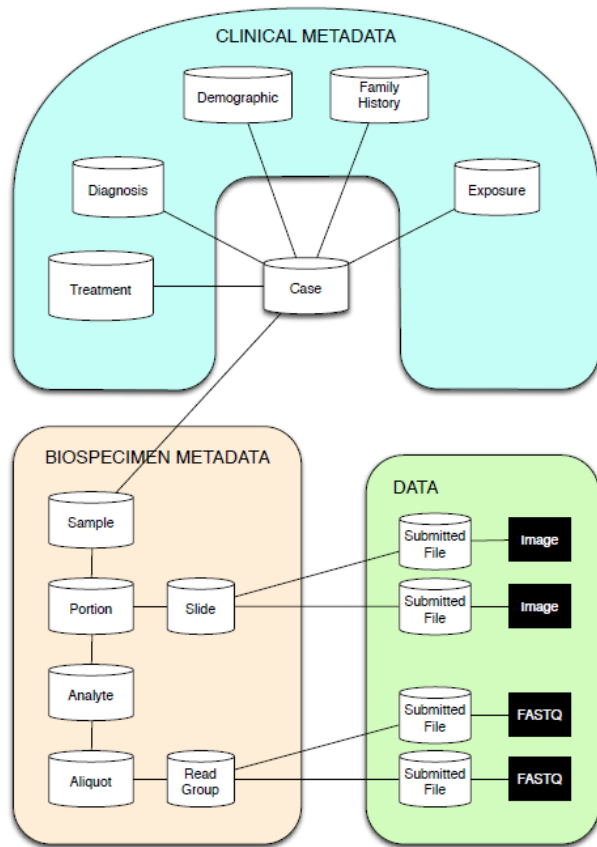 CLINICAL METADATA
Demographic
Family
History
Diagnosis
Exposure
Treatment
Case
BIOSPECIMEN METADATA
Sample
Portion
Slide
Analyte
Aliquot
Read
Group
DATA
Submitted
File
Image
Submitted
File
Image
Submitted
File
FASTQ
Submitted
File
FASTQ